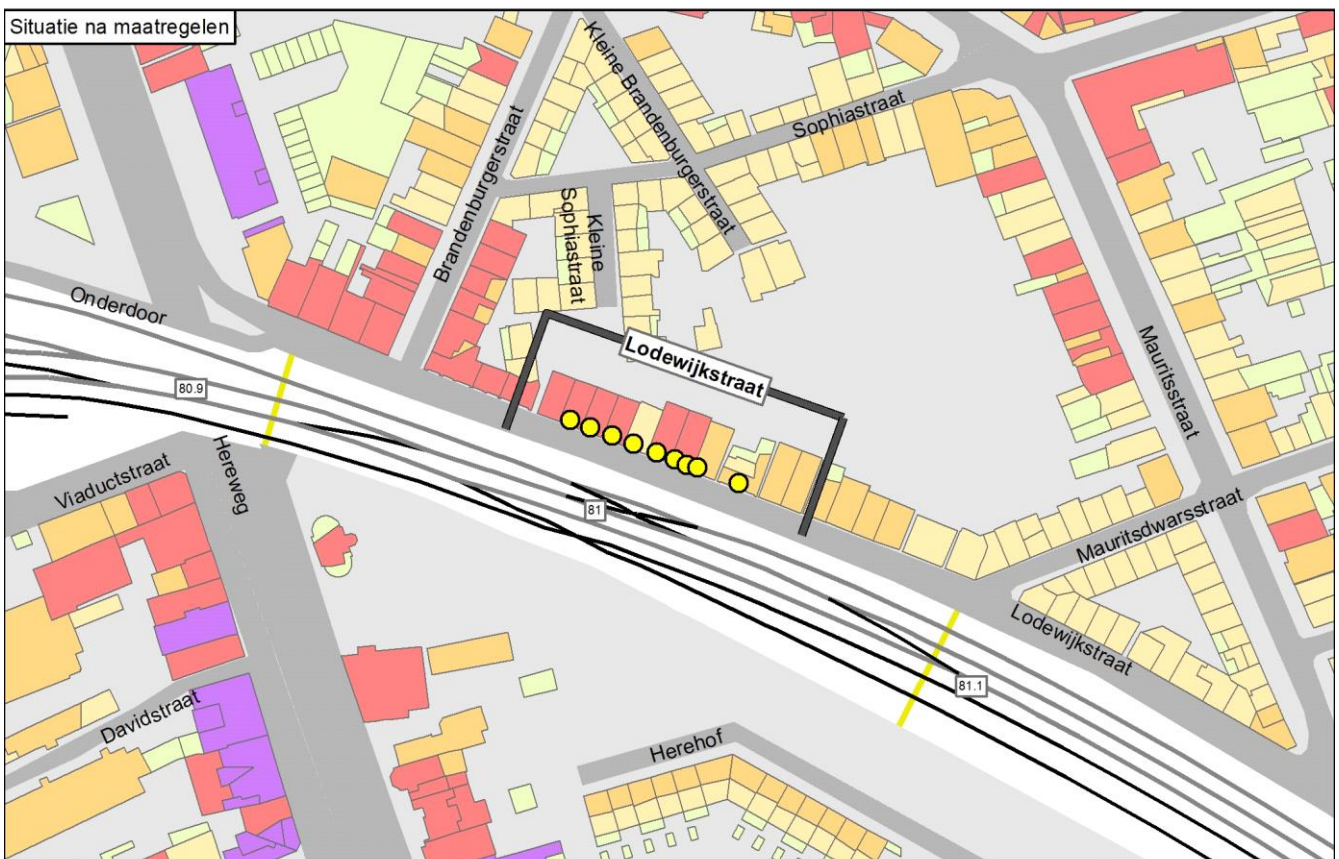 Situatie na maatregelen
Kleine Brandenburgerstraat
Sophiastraat
Brandenburgerstraat
Kleine
Sophiastraat
Onderdoor
Lodewijkstraat
Mauritsstraat
80.9
Hereweg
Viaductstraat
81
Mauritsdwarsstraat
Lodewijkstraat
81.1
Davidstraat
Herehof